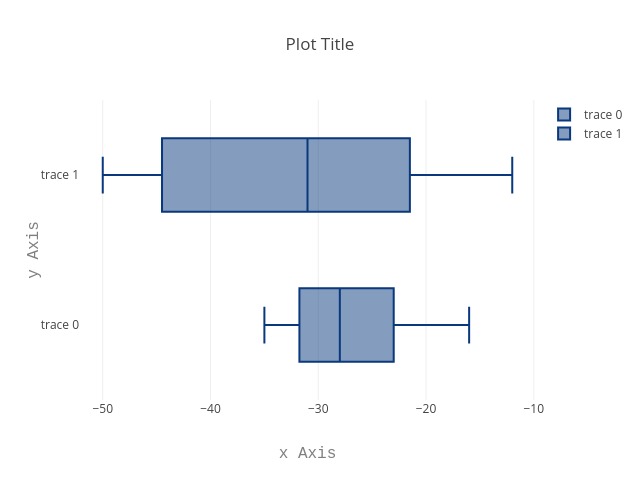 Plot Title
trace 0
trace 1
trace 1
y Axis
trace 0
−50
−40
−30
−20
−10
x Axis